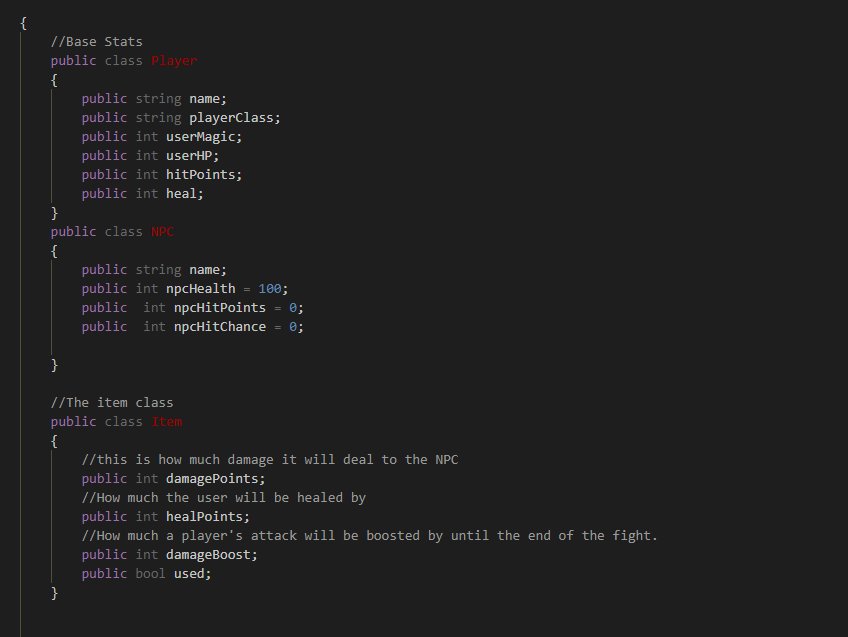 {
    //Base Stats
    public class Player
    {
        public string name;
        public string playerClass;
        public int userMagic;
        public int userHP;
        public int hitPoints;
        public int heal;
    }
    public class NPC
    {
        public string name;
        public int npcHealth = 100;
        public  int npcHitPoints = 0;
        public  int npcHitChance = 0;

    }

    //The item class
    public class Item
    {
        //this is how much damage it will deal to the NPC
        public int damagePoints;
        //How much the user will be healed by
        public int healPoints;
        //How much a player's attack will be boosted by until the end of the fight.
        public int damageBoost;
        public bool used;
    }